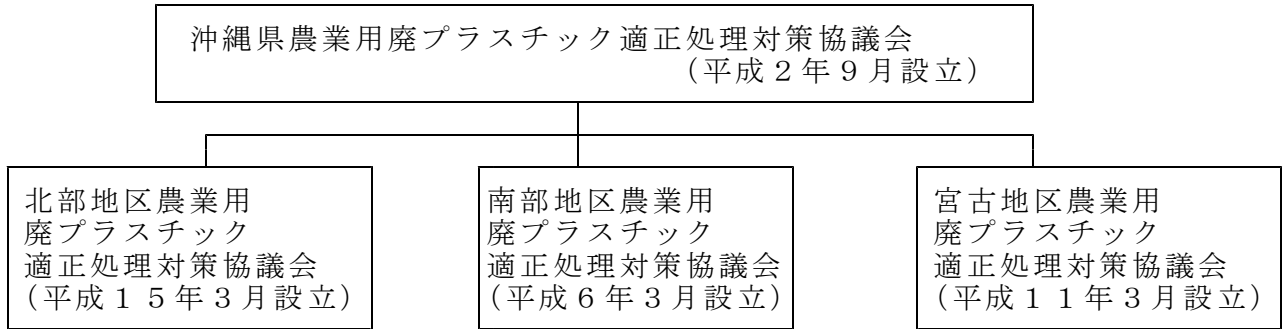 沖縄県農業用廃プラスチック適正処理対策協議会
（平成２年９月設立）
北部地区農業用
廃プラスチック
適正処理対策協議会
（平成１５年３月設立）
南部地区農業用
廃プラスチック
適正処理対策協議会
（平成６年３月設立）
宮古地区農業用
廃プラスチック
適正処理対策協議会
（平成１１年３月設立）